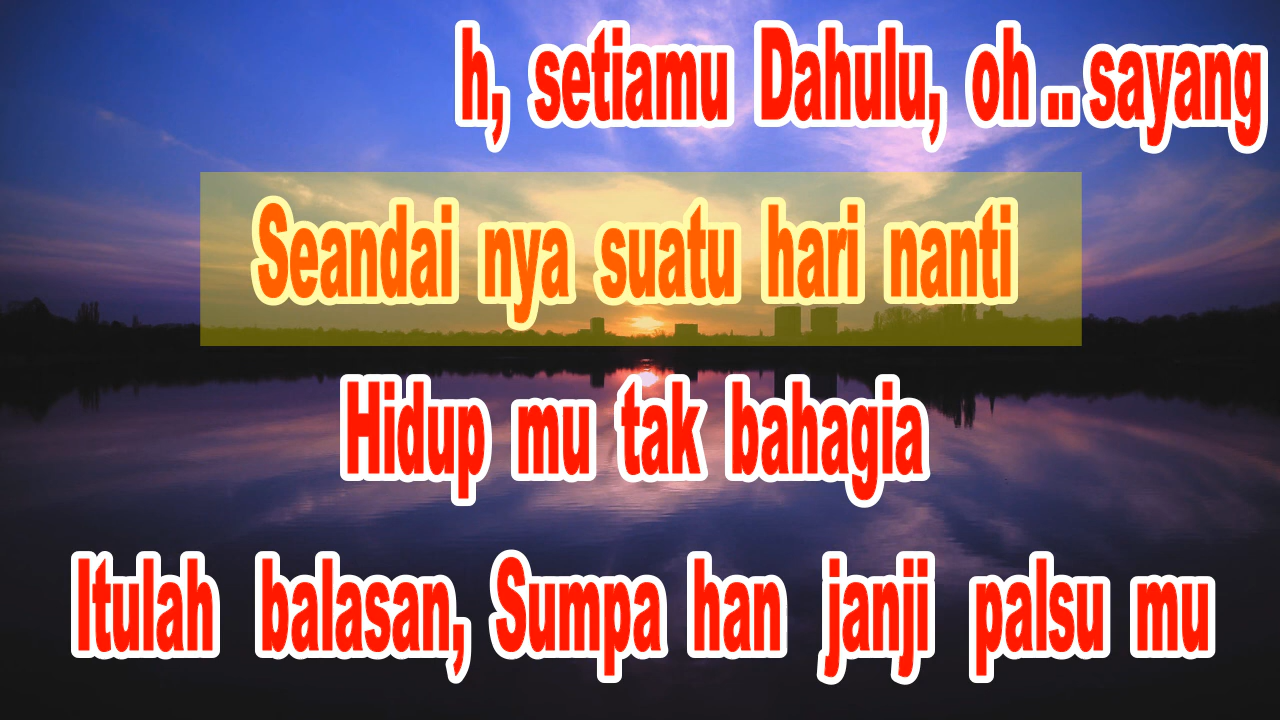 h, setiamu Dahulu, oh .. sayang
Seandai nya suatu hari nanti
Hidup mu tak bahagia
Itulah balasan, Sumpa han janji palsu mu